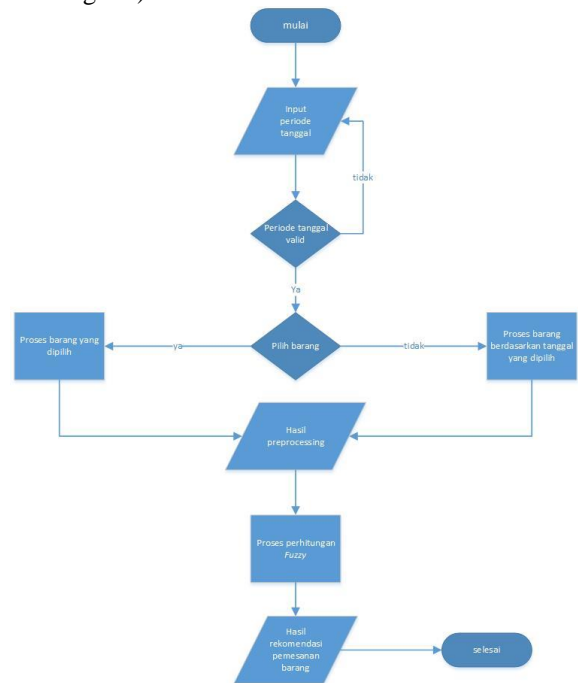 mulai
Input
periode
tanggal
tidak
Periode tanggal
valid
Ya
Proses barang yang
dipilih
ya
Pilih barang
tidak
Proses barang
berdasarkan tanggal
yang dipilih
Hasil
preprocessing
Proses perhitungan
Fuzzy
Hasil
rekomendasi
pemesanan
barang
selesai